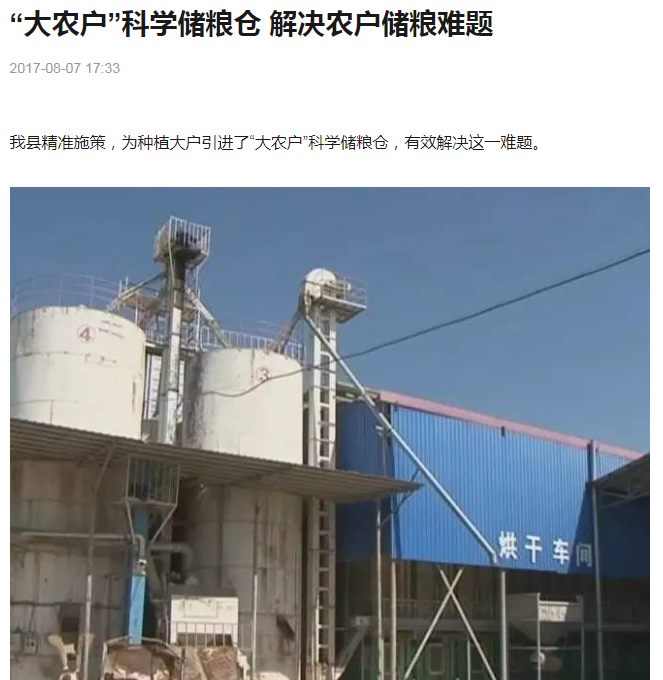 “大农户”科学储粮仓 解决农户储粮难题
2017-08-07 17:33
我县精准施策，为种植大户引进了“大农户”科学储粮仓，有效解决这一难题。
④
③
烘干车间